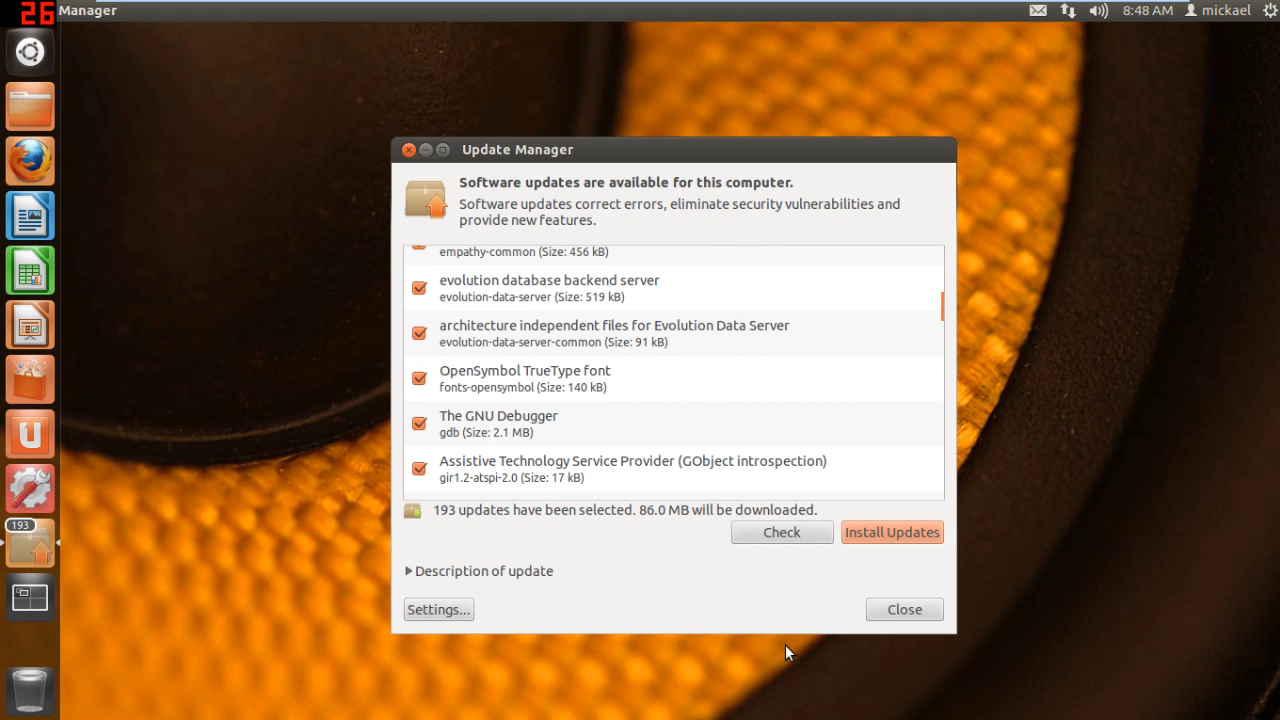 26
Manager
8:48 AM
mickael
Update Manager
Software updates are available for this computer.
Software updates correct errors, eliminate security vulnerabilities and
provide new features.
empathy-common (Size: 456 kB)
evolution database backend server
evolution-data-server (Size: 519 kB)
architecture independent files for Evolution Data Server
evolution-data-server-common (Size: 91 kB)
OpenSymbol TrueType font
fonts-opensymbol (Size: 140 kB)
The GNU Debugger
gdb (Size: 2.1 MB)
Assistive Technology Service Provider (GObject introspection)
gir1.2-atspi-2.0 (Size: 17 kB)
193 updates have been selected. 86.0 MB will be downloaded.
Check
Install Updates
Description of update
Settings...
Close
193